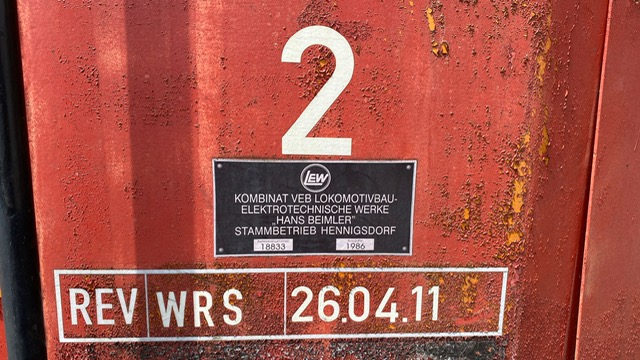 2
LEW
KOMBINAT VEB LOKOMOTIVBAU-
ELEKTROTECHNISCHE WERKE
„HANS BEIMLER"
STAMMBETRIEB HENNIGSDORF
18833 1986
REV WRS 26.04.11